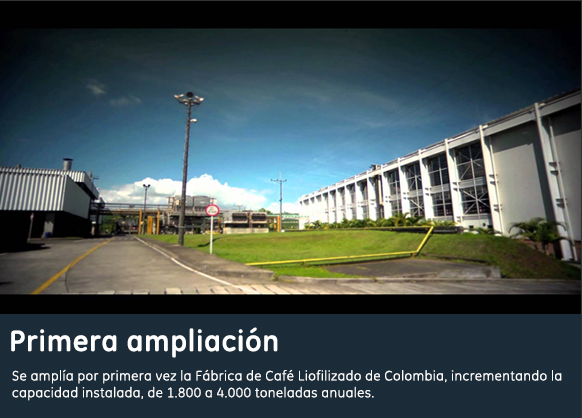 Primera ampliación
Se amplía por primera vez la Fábrica de Café Liofilizado de Colombia, incrementando la
capacidad instalada, de 1.800 a 4.000 toneladas anuales.